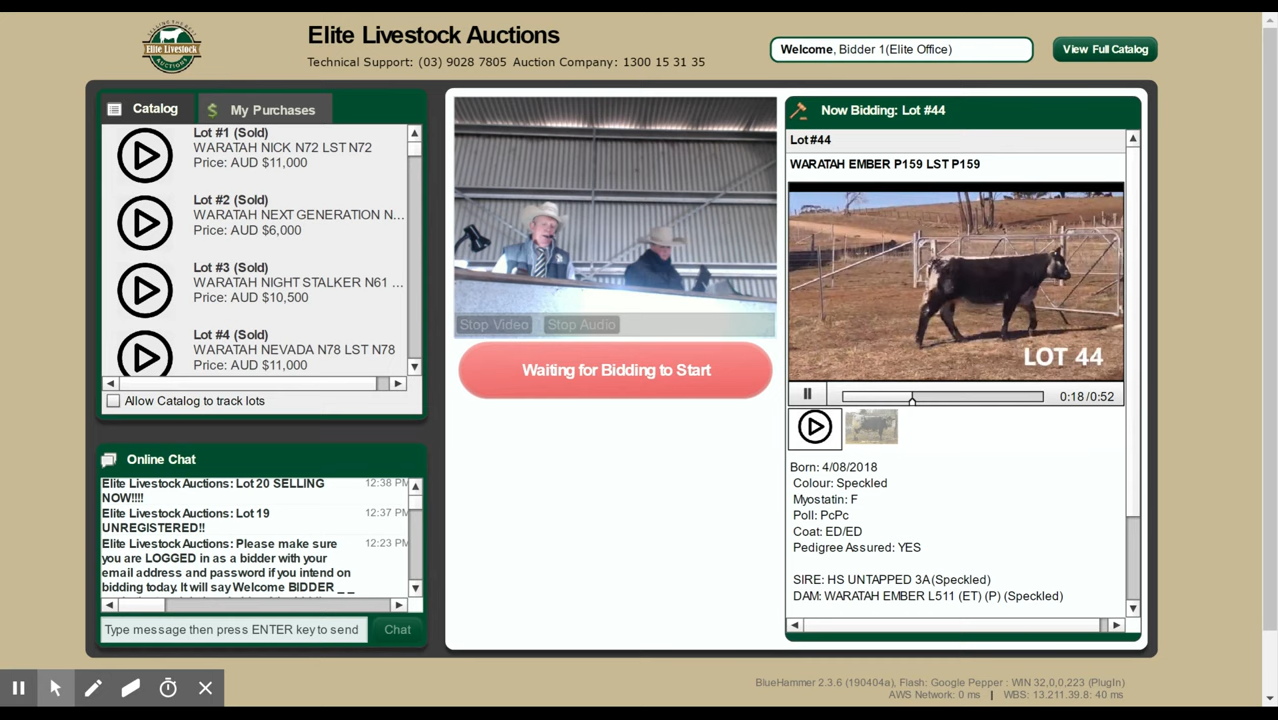 Elite Livestock Auctions
Technical Support: (03) 9028 7805 Auction Company: 1300 15 31 35
Welcome, Bidder 1(Elite Office)
View Full Catalog
Elite Livestock
AUCTIONS
Catalog
My Purchases
Lot #1 (Sold)
WARATAH NICK N72 LST N72
Price: AUD $11,000
Lot #2 (Sold)
WARATAH NEXT GENERATION N...
Price: AUD $6,000
Lot #3 (Sold)
WARATAH NIGHT STALKER N61 ...
Price: AUD $10,500
Lot #4 (Sold)
WARATAH NEVADA N78 LST N78
Price: AUD $11,000
Allow Catalog to track lots
Online Chat
Elite Livestock Auctions: Lot 20 SELLING 12:38 PM
NOW!!!!
Elite Livestock Auctions: Lot 19 12:37 PM
UNREGISTERED!!
Elite Livestock Auctions: Please make sure 12:23 PM
you are LOGGED in as a bidder with your
email address and password if you intend on
bidding today. It will say Welcome BIDDER _ _
Type message then press ENTER key to send
Chat
Stop Video
Stop Audio
Waiting for Bidding to Start
Now Bidding: Lot #44
Lot #44
WARATAH EMBER P159 LST P159
LOT 44
0:18/0:52
Born: 4/08/2018
Colour: Speckled
Myostatin: F
Poll: PcPc
Coat: ED/ED
Pedigree Assured: YES
SIRE: HS UNTAPPED 3A (Speckled)
DAM: WARATAH EMBER L511 (ET) (P) (Speckled)
BlueHammer 2.3.6 (190404a), Flash: Google Pepper : WIN 32,0,0,223 (PlugIn)
AWS Network: 0 ms | WBS: 13.211.39.8: 40 ms